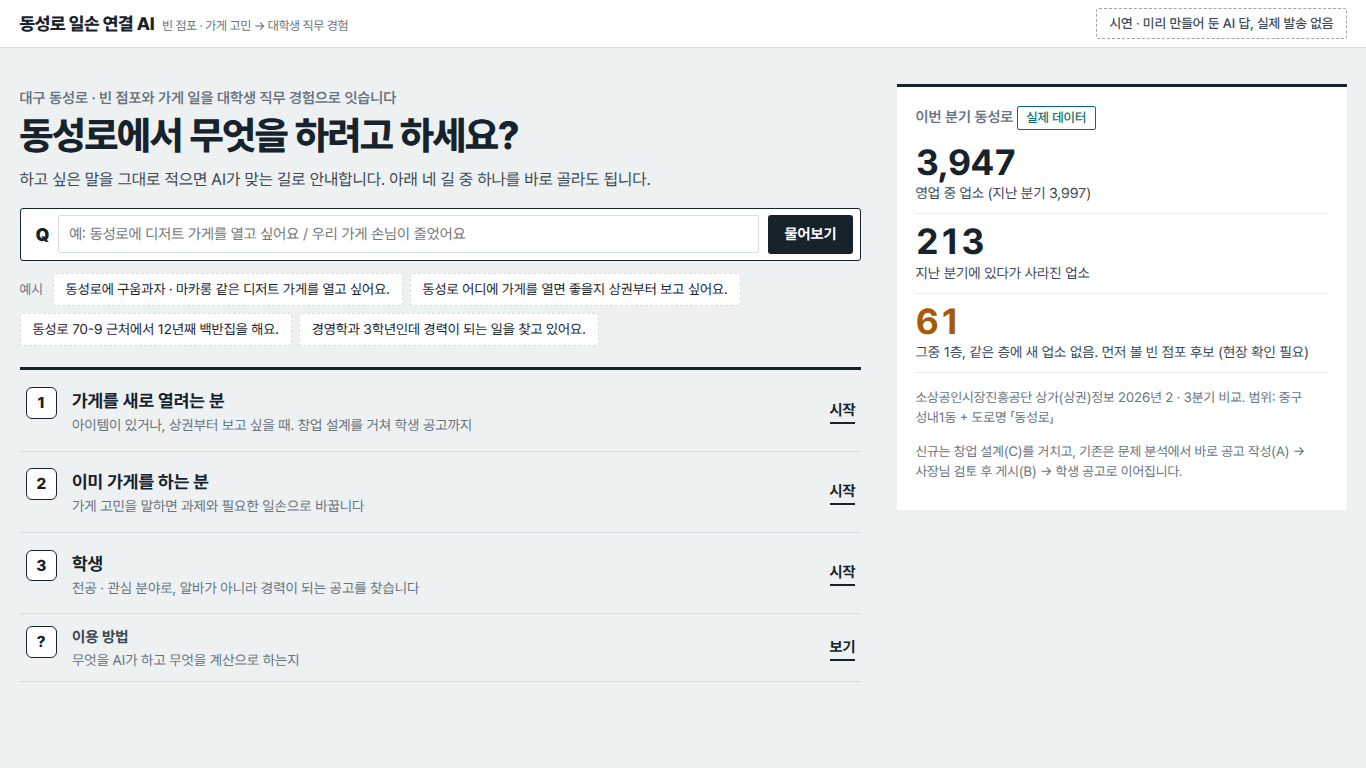 동성로 일손 연결 AI 빈 점포 · 가게 고민 → 대학생 직무 경험
시연 · 미리 만들어 둔 AI 답, 실제 발송 없음
대구 동성로 · 빈 점포와 가게 일을 대학생 직무 경험으로 잇습니다
동성로에서 무엇을 하려고 하세요?
하고 싶은 말을 그대로 적으면 AI가 맞는 길로 안내합니다. 아래 네 길 중 하나를 바로 골라도 됩니다.
Q 예: 동성로에 디저트 가게를 열고 싶어요 / 우리 가게 손님이 줄었어요 물어보기
예시 동성로에 구움과자 · 마카롱 같은 디저트 가게를 열고 싶어요. 동성로 어디에 가게를 열면 좋을지 상권부터 보고 싶어요.
동성로 70-9 근처에서 12년째 백반집을 해요. 경영학과 3학년인데 경력이 되는 일을 찾고 있어요.
1 가게를 새로 열려는 분
아이템이 있거나, 상권부터 보고 싶을 때. 창업 설계를 거쳐 학생 공고까지
시작
2 이미 가게를 하는 분
가게 고민을 말하면 과제와 필요한 일손으로 바꿉니다
시작
3 학생
전공 · 관심 분야로, 알바가 아니라 경력이 되는 공고를 찾습니다
시작
? 이용 방법
무엇을 AI가 하고 무엇을 계산으로 하는지
보기
이번 분기 동성로 실제 데이터
3,947
영업 중 업소 (지난 분기 3,997)
213
지난 분기에 있다가 사라진 업소
61
그중 1층, 같은 층에 새 업소 없음. 먼저 볼 빈 점포 후보 (현장 확인 필요)
소상공인시장진흥공단 상가(상권)정보 2026년 2 · 3분기 비교. 범위: 중구
성내1동 + 도로명 「동성로」
신규는 창업 설계(C)를 거치고, 기존은 문제 분석에서 바로 공고 작성(A) →
사장님 검토 후 게시(B) → 학생 공고로 이어집니다.